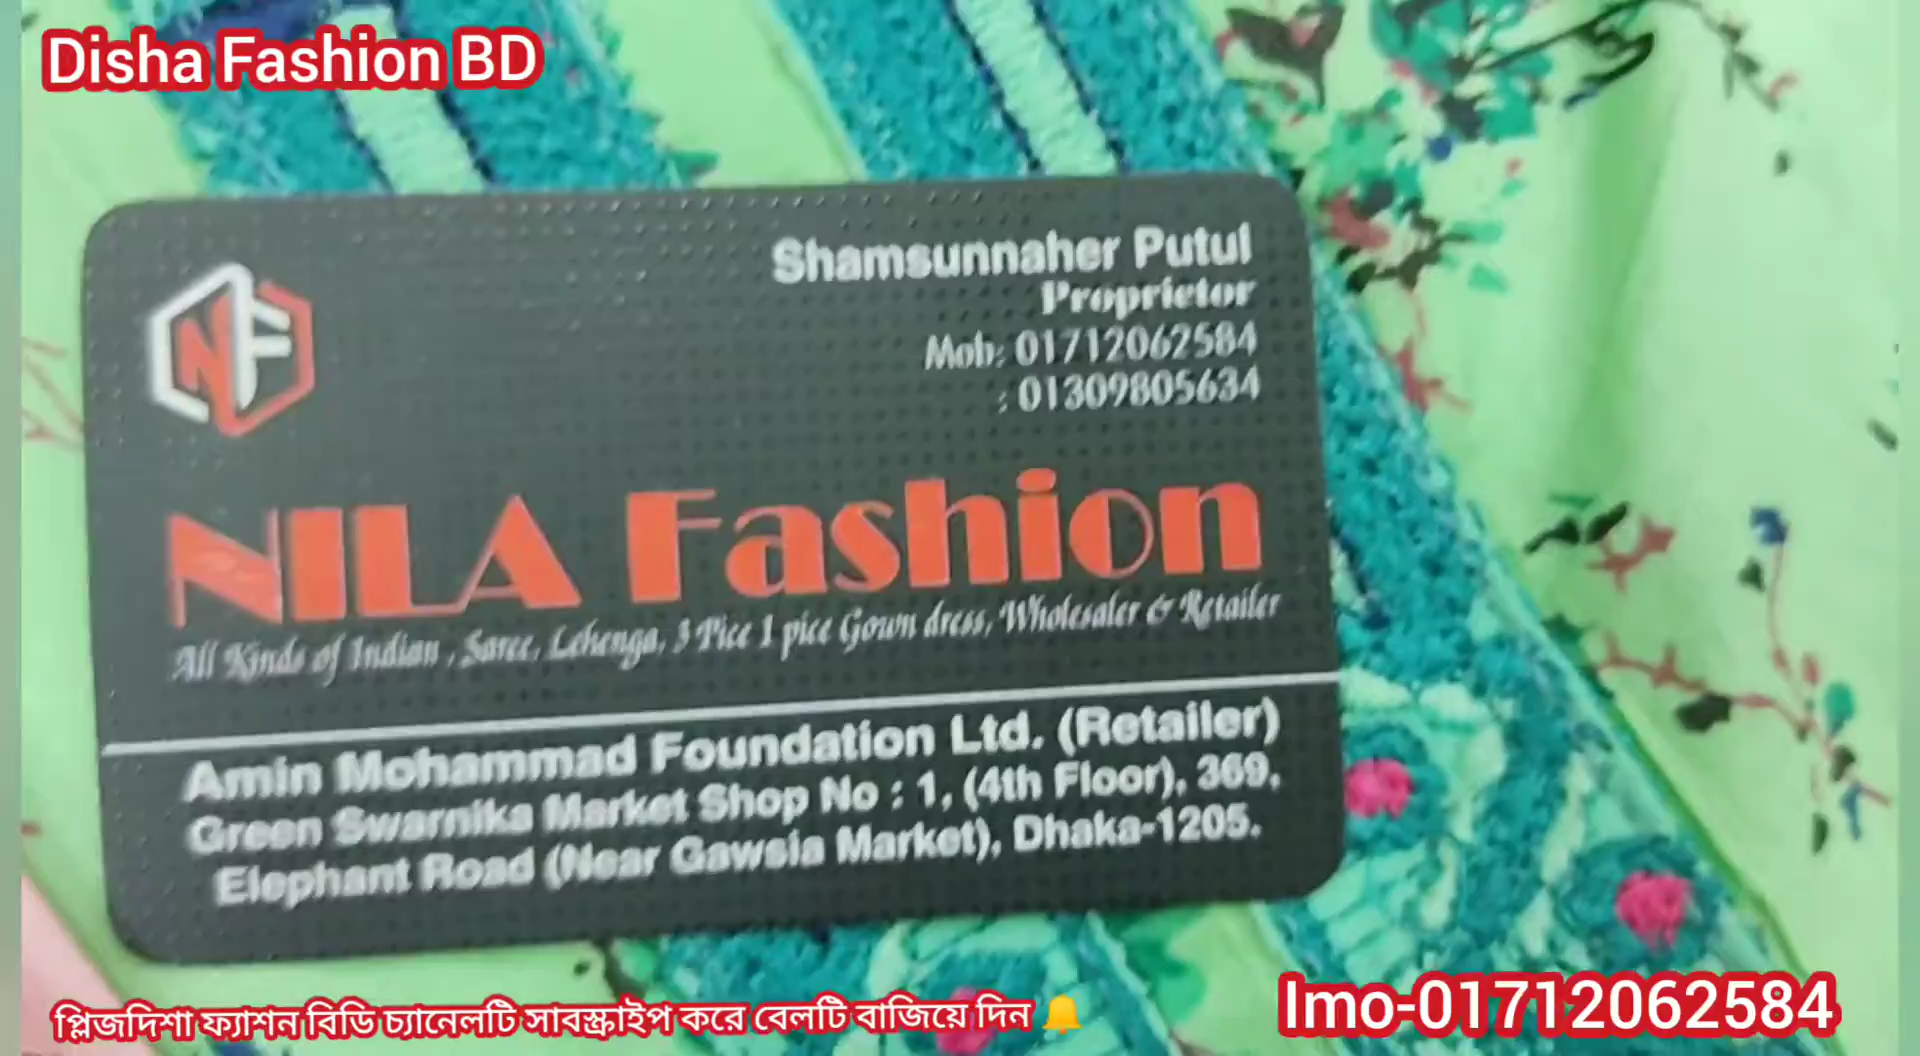 Disha Fashion BD
NF
Shamsunnaher Putul
Proprietor
Mob: 01712062584
: 01309805634
NILA Fashion
All Kinds of Indian , Saree, Lehenga, 3 Pice 1 pice Gown dress, Wholesaler & Retailer
Amin Mohammad Foundation Ltd. (Retailer)
Green Swarnika Market Shop No : 1, (4th Floor), 369,
Elephant Road (Near Gawsia Market), Dhaka-1205.
প্লিজদিশা ফ্যাশন বিডি চ্যানেলটি সাবস্ক্রাইপ করে বেলটি বাজিয়ে দিন 🔔
Imo-01712062584